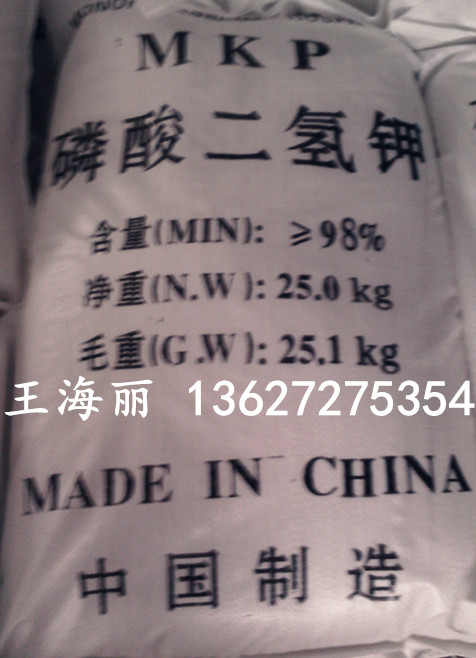 MKP
磷酸二氢钾
含量(MIN): ≥98%
净重(N.W): 25.0 kg
毛重(G.W): 25.1 kg
王海丽 13627275354
MADE IN CHINA
中国制造